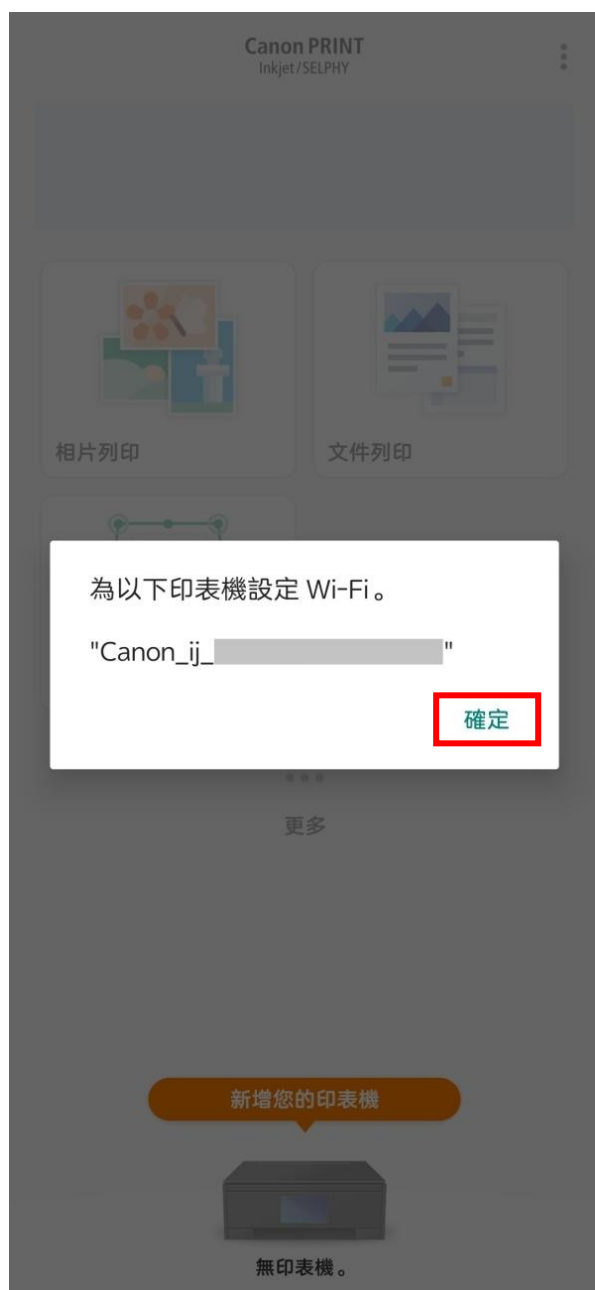 Canon PRINT
Inkjet/SELPHY
相片列印
文件列印
為以下印表機設定 Wi-Fi。
"Canon_ij_ "
確定
更多
新增您的印表機
無印表機。